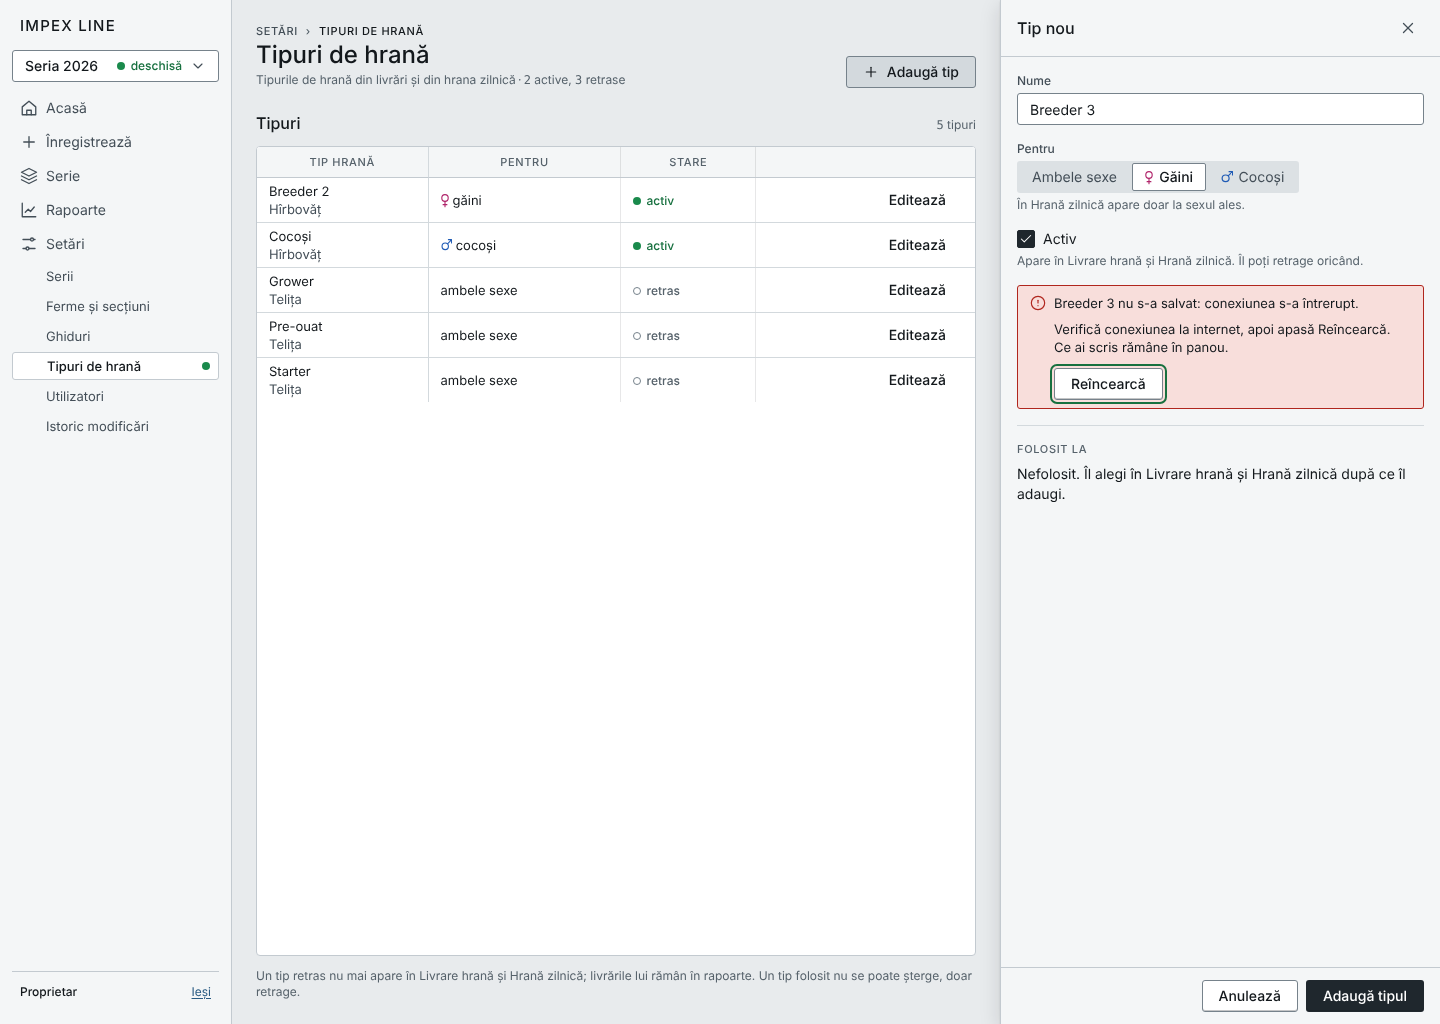 IMPEX LINE
Seria 2026 deschisă
Acasă
Înregistrează
Serie
Rapoarte
Setări
Serii
Ferme și secțiuni
Ghiduri
Tipuri de hrană
Utilizatori
Istoric modificări
Proprietar Ieși
SETĂRI › TIPURI DE HRANĂ
Tipuri de hrană
Tipurile de hrană din livrări și din hrana zilnică · 2 active, 3 retrase
Adaugă tip
Tipuri 5 tipuri
TIP HRANĂ PENTRU STARE
Breeder 2
Hîrbovăț
♀ găini activ Editează
Cocoși
Hîrbovăț
♂ cocoși activ Editează
Grower
Telița
ambele sexe retras Editează
Pre-ouat
Telița
ambele sexe retras Editează
Starter
Telița
ambele sexe retras Editează
Un tip retras nu mai apare în Livrare hrană și Hrană zilnică; livrările lui rămân în rapoarte. Un tip folosit nu se poate șterge, doar
retrage.
Tip nou
Nume
Breeder 3
Pentru
Ambele sexe ♀ Găini ♂ Cocoși
În Hrană zilnică apare doar la sexul ales.
Activ
Apare în Livrare hrană și Hrană zilnică. Îl poți retrage oricând.
Breeder 3 nu s-a salvat: conexiunea s-a întrerupt.
Verifică conexiunea la internet, apoi apasă Reîncearcă.
Ce ai scris rămâne în panou.
Reîncearcă
FOLOSIT LA
Nefolosit. Îl alegi în Livrare hrană și Hrană zilnică după ce îl
adaugi.
Anulează Adaugă tipul